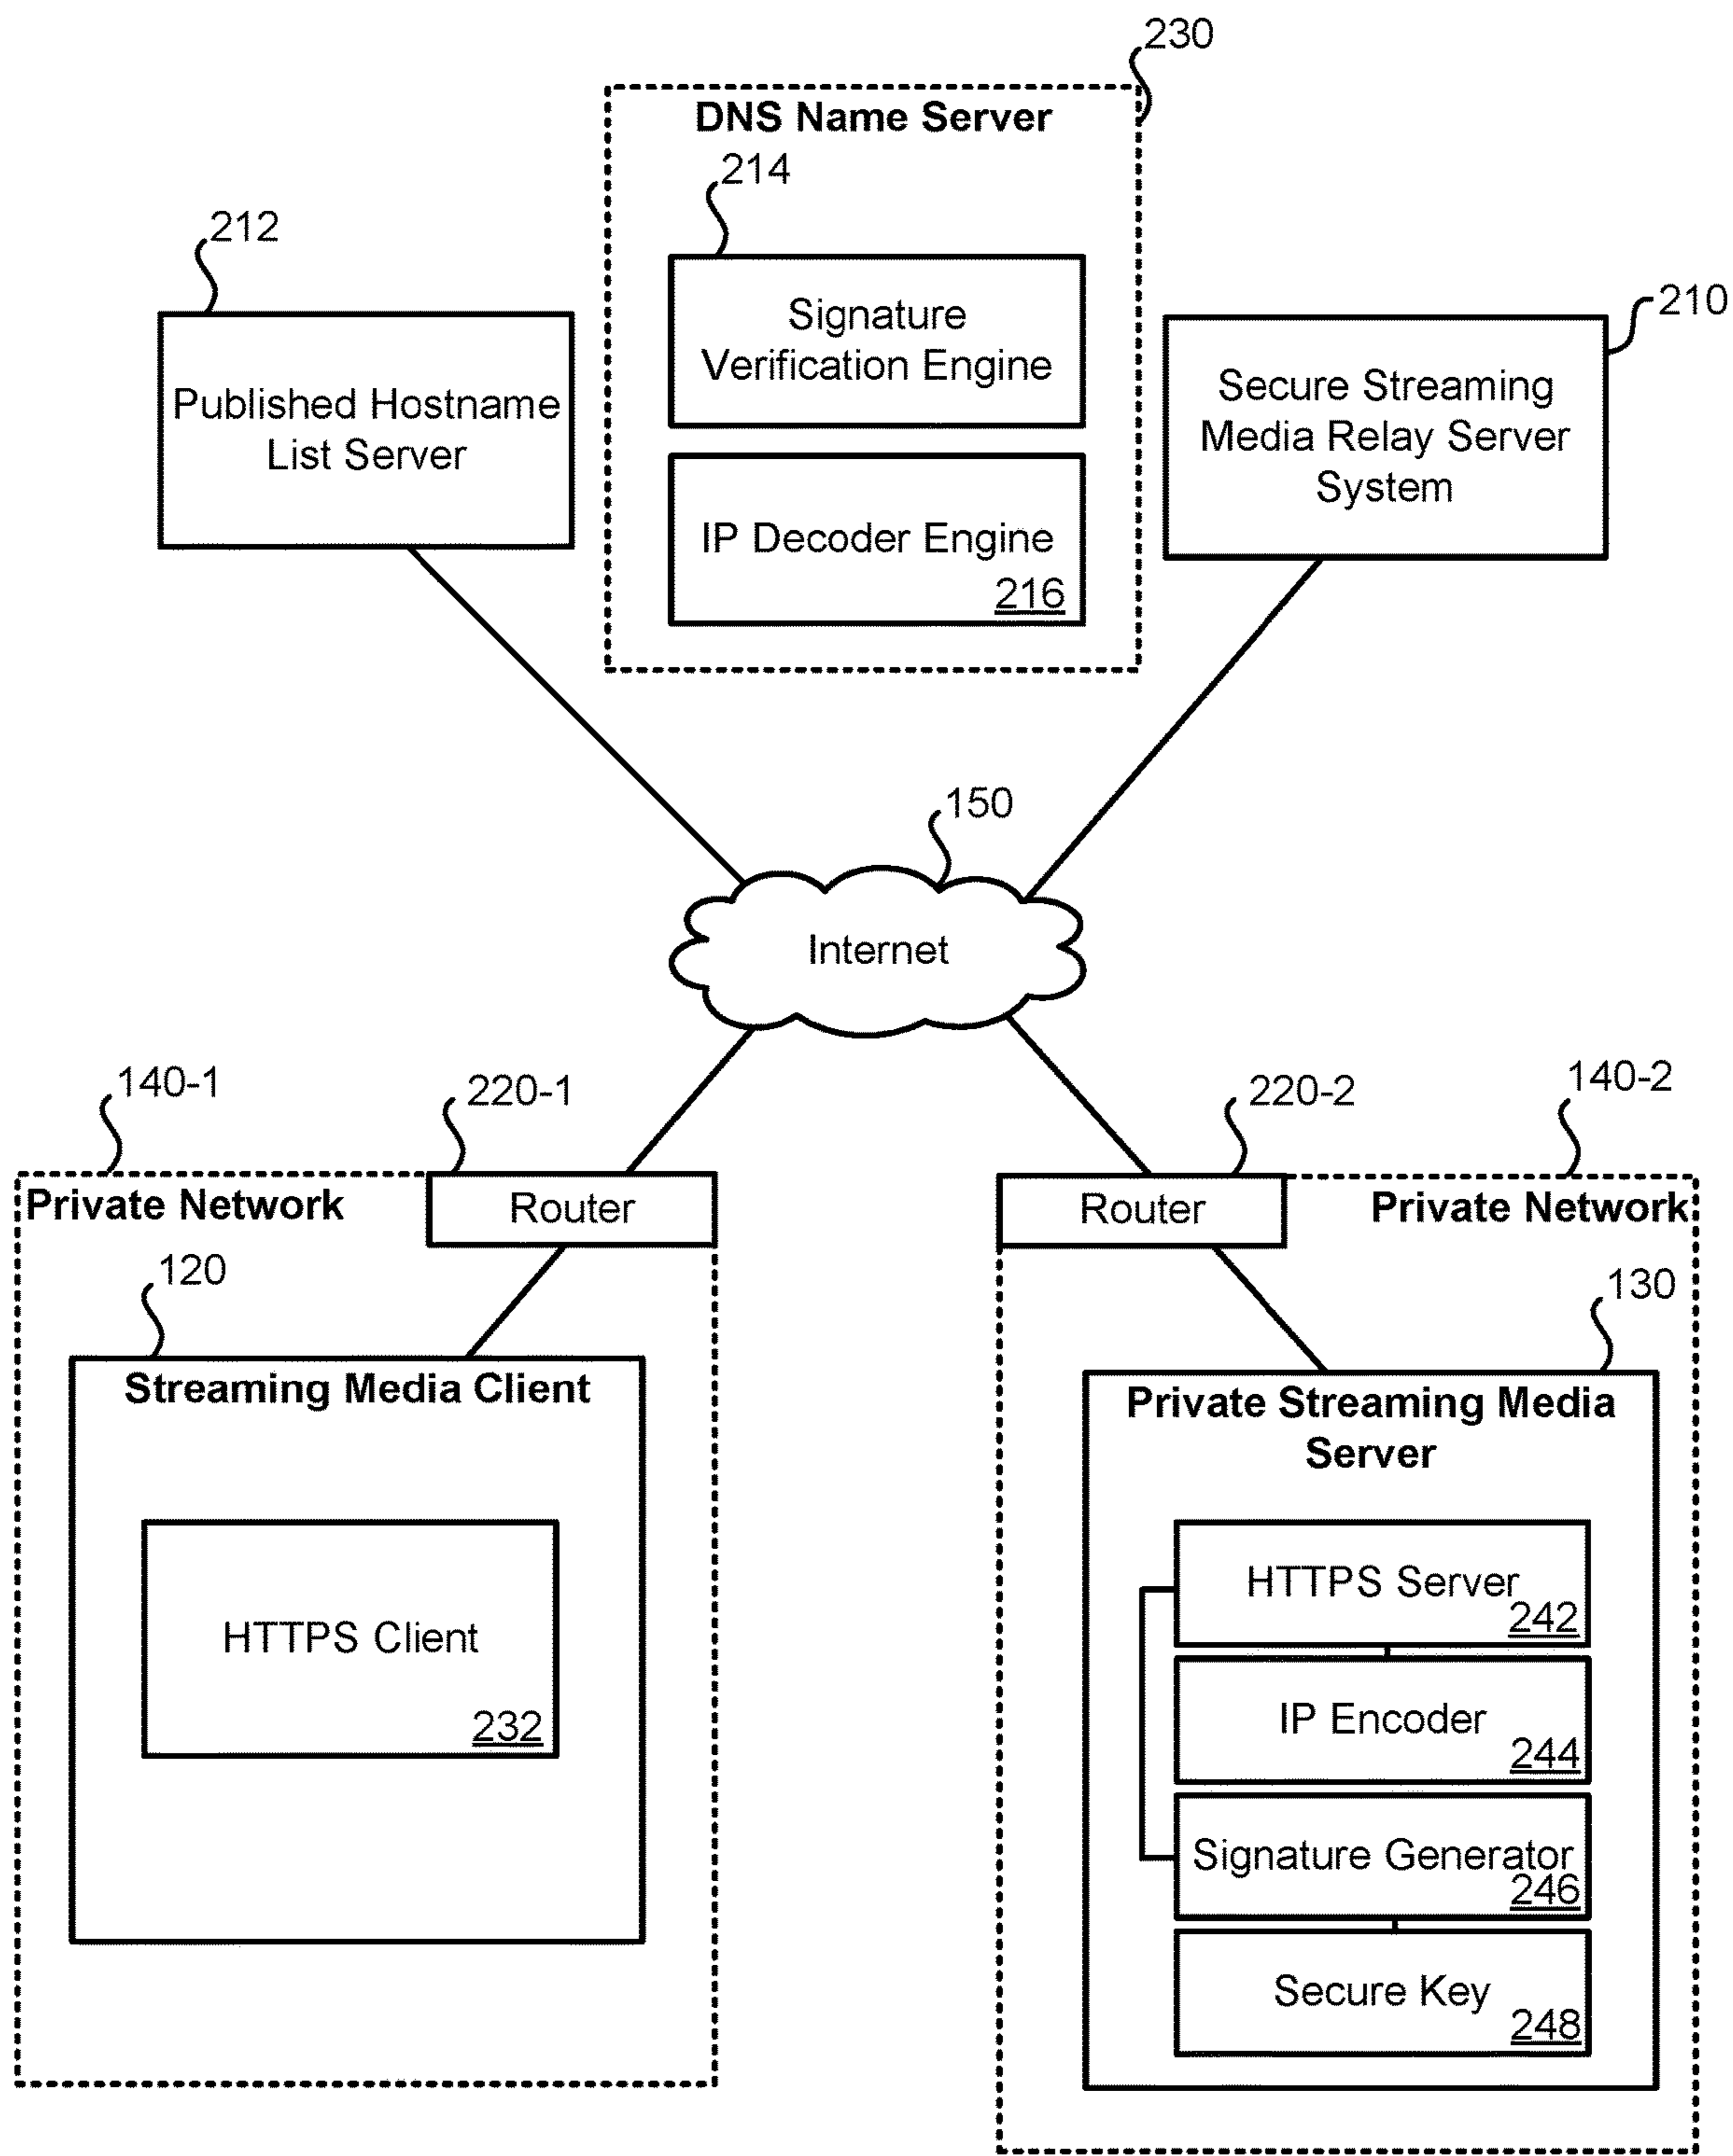 230
DNS Name Server
214
Signature
Verification Engine
IP Decoder Engine
216
212
Published Hostname
List Server
210
Secure Streaming
Media Relay Server
System
150
Internet
140-1
220-1
Private Network
Router
120
Streaming Media Client
HTTPS Client
232
220-2
140-2
Router
Private Network
130
Private Streaming Media
Server
HTTPS Server
242
IP Encoder
244
Signature Generator
246
Secure Key
248